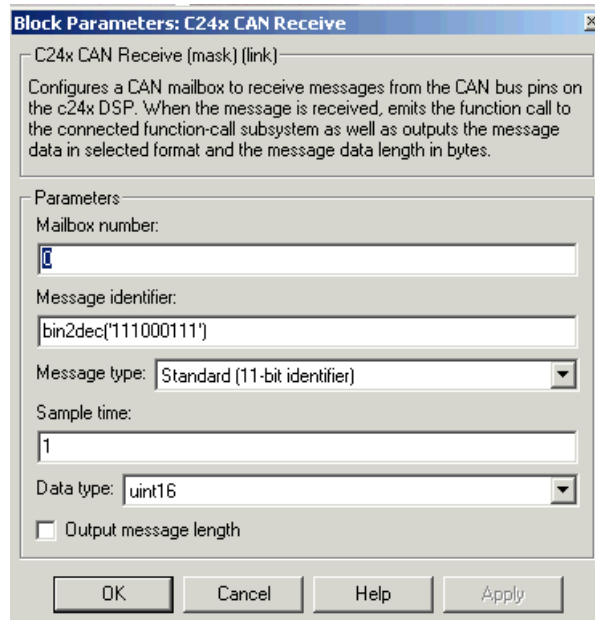 Block Parameters: C24x CAN Receive
C24x CAN Receive (mask) (link)
Configures a CAN mailbox to receive messages from the CAN bus pins on
the c24x DSP. When the message is received, emits the function call to
the connected function-call subsystem as well as outputs the message
data in selected format and the message data length in bytes.
Parameters
Mailbox number:
0
Message identifier:
bin2dec('111000111')
Message type: Standard (11-bit identifier)
Sample time:
1
Data type: uint16
Output message length
OK Cancel Help Apply